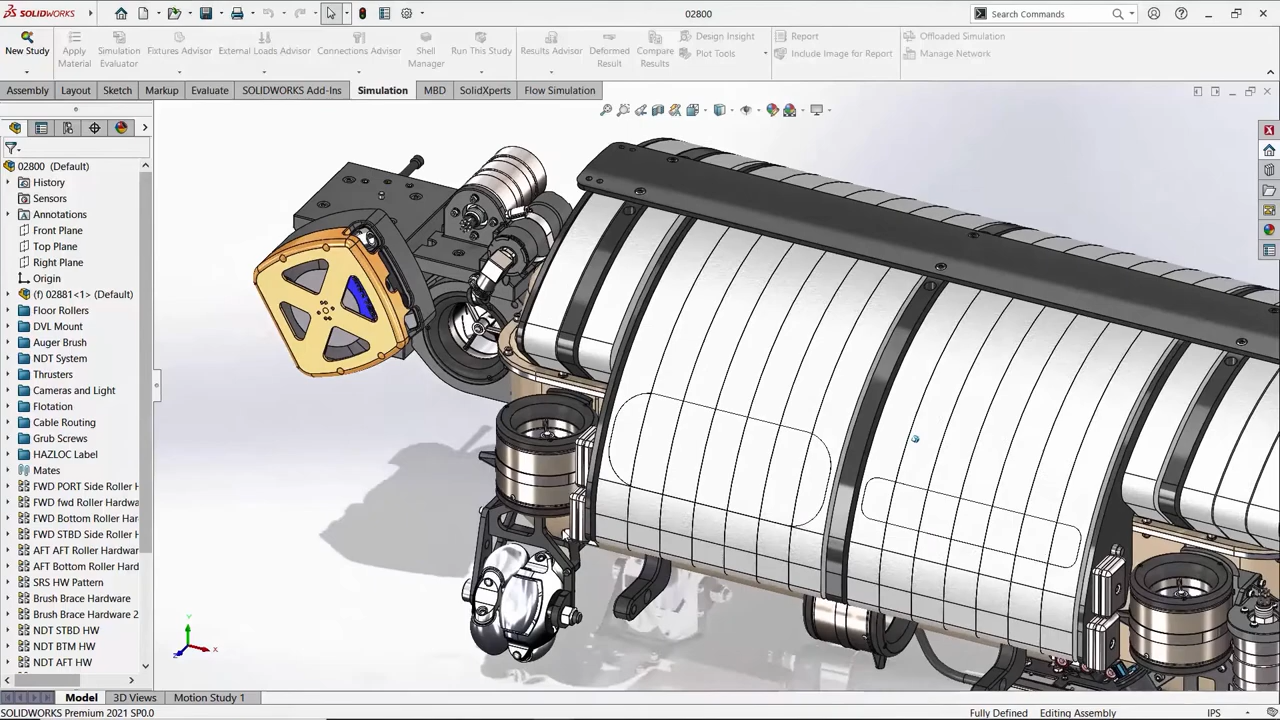 SOLIDWORKS
02800
Search Commands
New Study
Apply Material
Simulation Evaluator
Fixtures Advisor
External Loads Advisor
Connections Advisor
Shell Manager
Run This Study
Results Advisor
Deformed Result
Compare Results
Design Insight
Plot Tools
Report
Include Image for Report
Offloaded Simulation
Manage Network
Assembly Layout Sketch Markup Evaluate SOLIDWORKS Add-Ins Simulation MBD SolidXperts Flow Simulation
02800 (Default)
History
Sensors
Annotations
Front Plane
Top Plane
Right Plane
Origin
(f) 02881<1> (Default)
Floor Rollers
DVL Mount
Auger Brush
NDT System
Thrusters
Cameras and Light
Flotation
Cable Routing
Grub Screws
HAZLOC Label
Mates
FWD PORT Side Roller H
FWD fwd Roller Hardwa
FWD Bottom Roller Har
FWD STBD Side Roller H
AFT AFT Roller Hardwar
AFT Bottom Roller Hard
SRS HW Pattern
Brush Brace Hardware
Brush Brace Hardware 2
NDT STBD HW
NDT BTM HW
NDT AFT HW
Y
X
Z
Model 3D Views Motion Study 1
SOLIDWORKS Premium 2021 SP0.0
Fully Defined Editing Assembly IPS